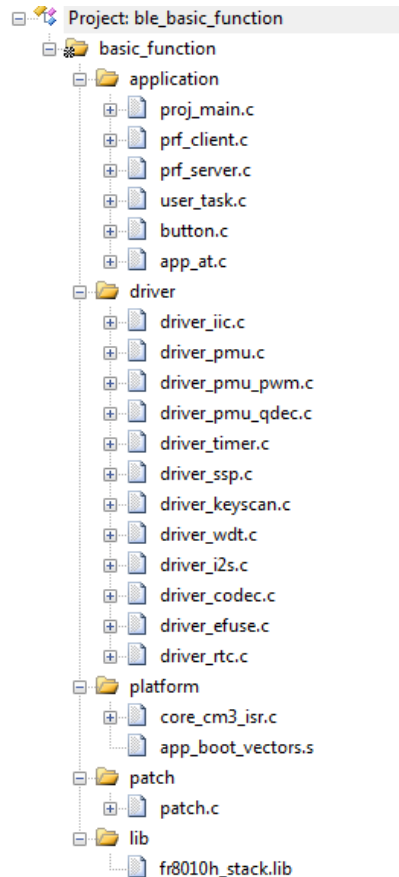 Project: ble_basic_function
basic_function
application
proj_main.c
prf_client.c
prf_server.c
user_task.c
button.c
app_at.c
driver
driver_iic.c
driver_pmu.c
driver_pmu_pwm.c
driver_pmu_qdec.c
driver_timer.c
driver_ssp.c
driver_keyscan.c
driver_wdt.c
driver_i2s.c
driver_codec.c
driver_efuse.c
driver_rtc.c
platform
core_cm3_isr.c
app_boot_vectors.s
patch
patch.c
lib
fr8010h_stack.lib